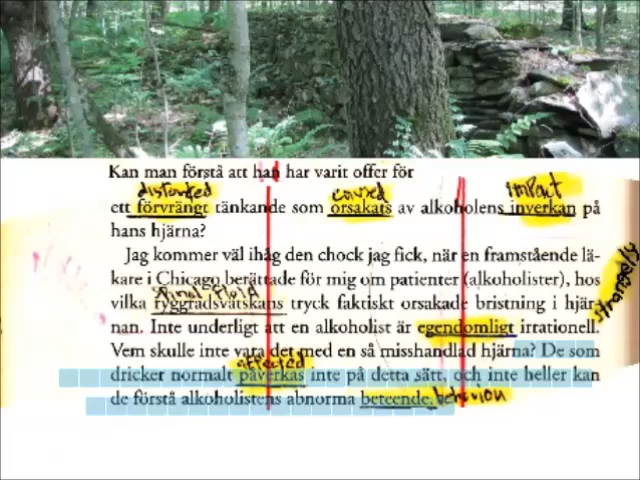 Kan man förstå att han har varit offer för
distorted caused impact
ett förvrängt tänkande som orsakats av alkoholens inverkan på
hans hjärna?
Jag kommer väl ihåg den chock jag fick, när en framstående lä-
kare i Chicago berättade för mig om patienter (alkoholister), hos
spinal fluid
vilka ryggradsvätskans tryck faktiskt orsakade bristning i hjär-
nan. Inte underligt att en alkoholist är egendomligt irrationell.
strangely
Vem skulle inte vara det med en så misshandlad hjärna? De som
affected
dricker normalt påverkas inte på detta sätt, och inte heller kan
de förstå alkoholistens abnorma beteende. behavior